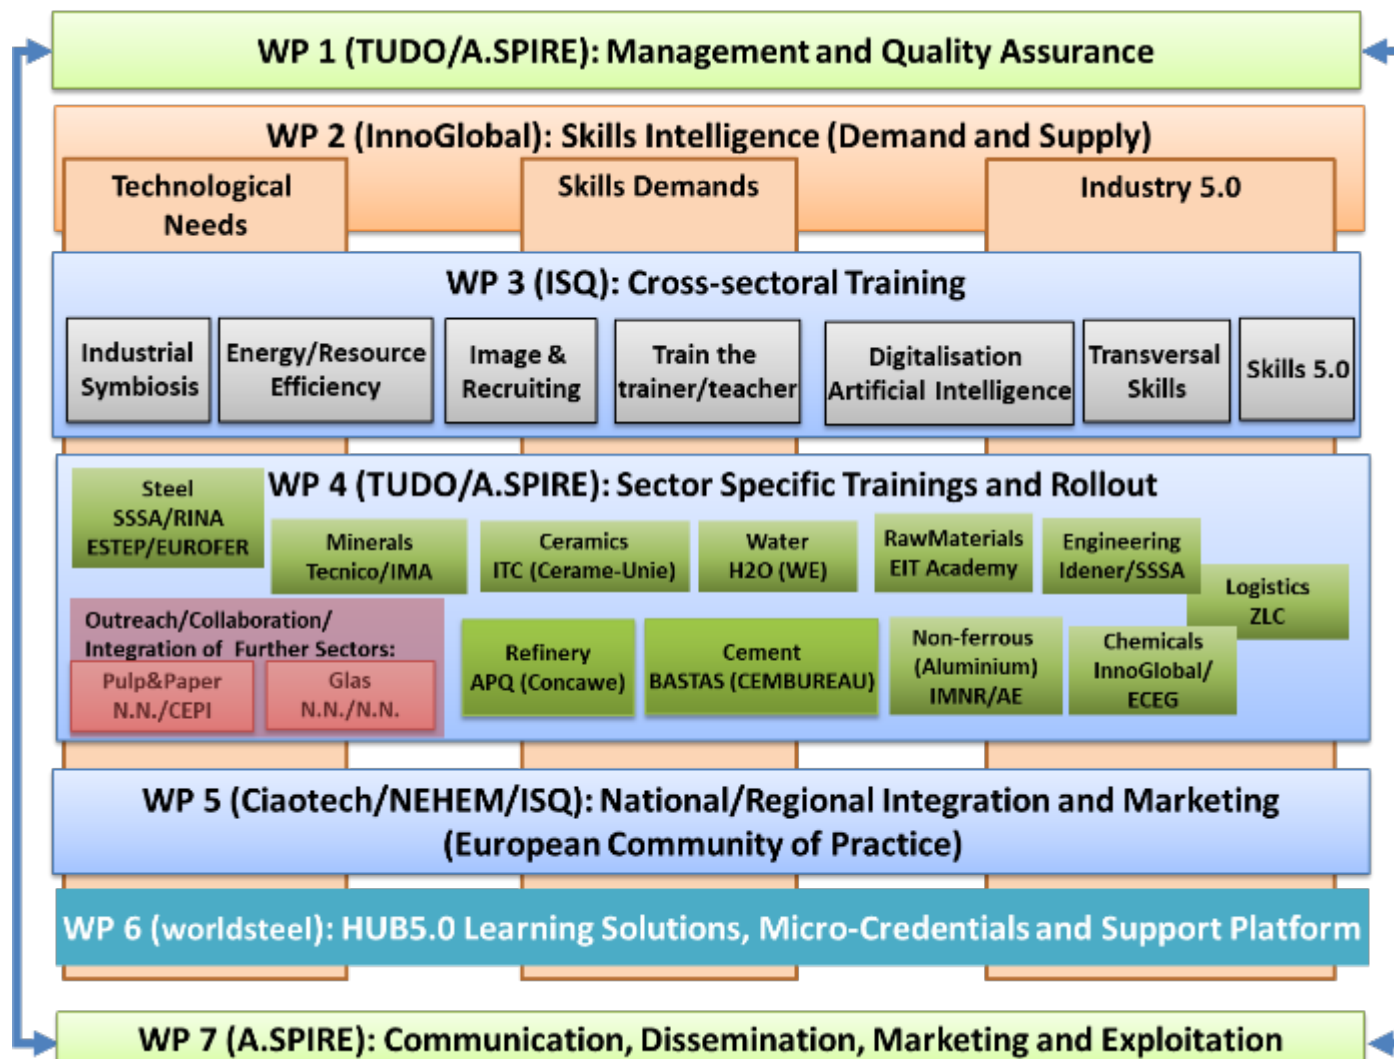 WP 1 (TUDO/A.SPIRE): Management and Quality Assurance
WP 2 (InnoGlobal): Skills Intelligence (Demand and Supply)
Technological
Needs
Skills Demands
Industry 5.0
WP 3 (ISQ): Cross-sectoral Training
Industrial
Symbiosis
Energy/Resource
Efficiency
Image &
Recruiting
Train the
trainer/teacher
Digitalisation
Artificial Intelligence
Transversal
Skills
Skills 5.0
WP 4 (TUDO/A.SPIRE): Sector Specific Trainings and Rollout
Steel
SSSA/RINA
ESTEP/EUROFER
Minerals
Tecnico/IMA
Ceramics
ITC (Cerame-Unie)
Water
H2O (WE)
RawMaterials
EIT Academy
Engineering
Idener/SSSA
Logistics
ZLC
Outreach/Collaboration/
Integration of Further Sectors:
Pulp&Paper
N.N./CEPI
Glas
N.N./N.N.
Refinery
APQ (Concawe)
Cement
BASTAS (CEMBUREAU)
Non-ferrous
(Aluminium)
IMNR/AE
Chemicals
InnoGlobal/
ECEG
WP 5 (Ciaotech/NEHEM/ISQ): National/Regional Integration and Marketing
(European Community of Practice)
WP 6 (worldsteel): HUB5.0 Learning Solutions, Micro-Credentials and Support Platform
WP 7 (A.SPIRE): Communication, Dissemination, Marketing and Exploitation